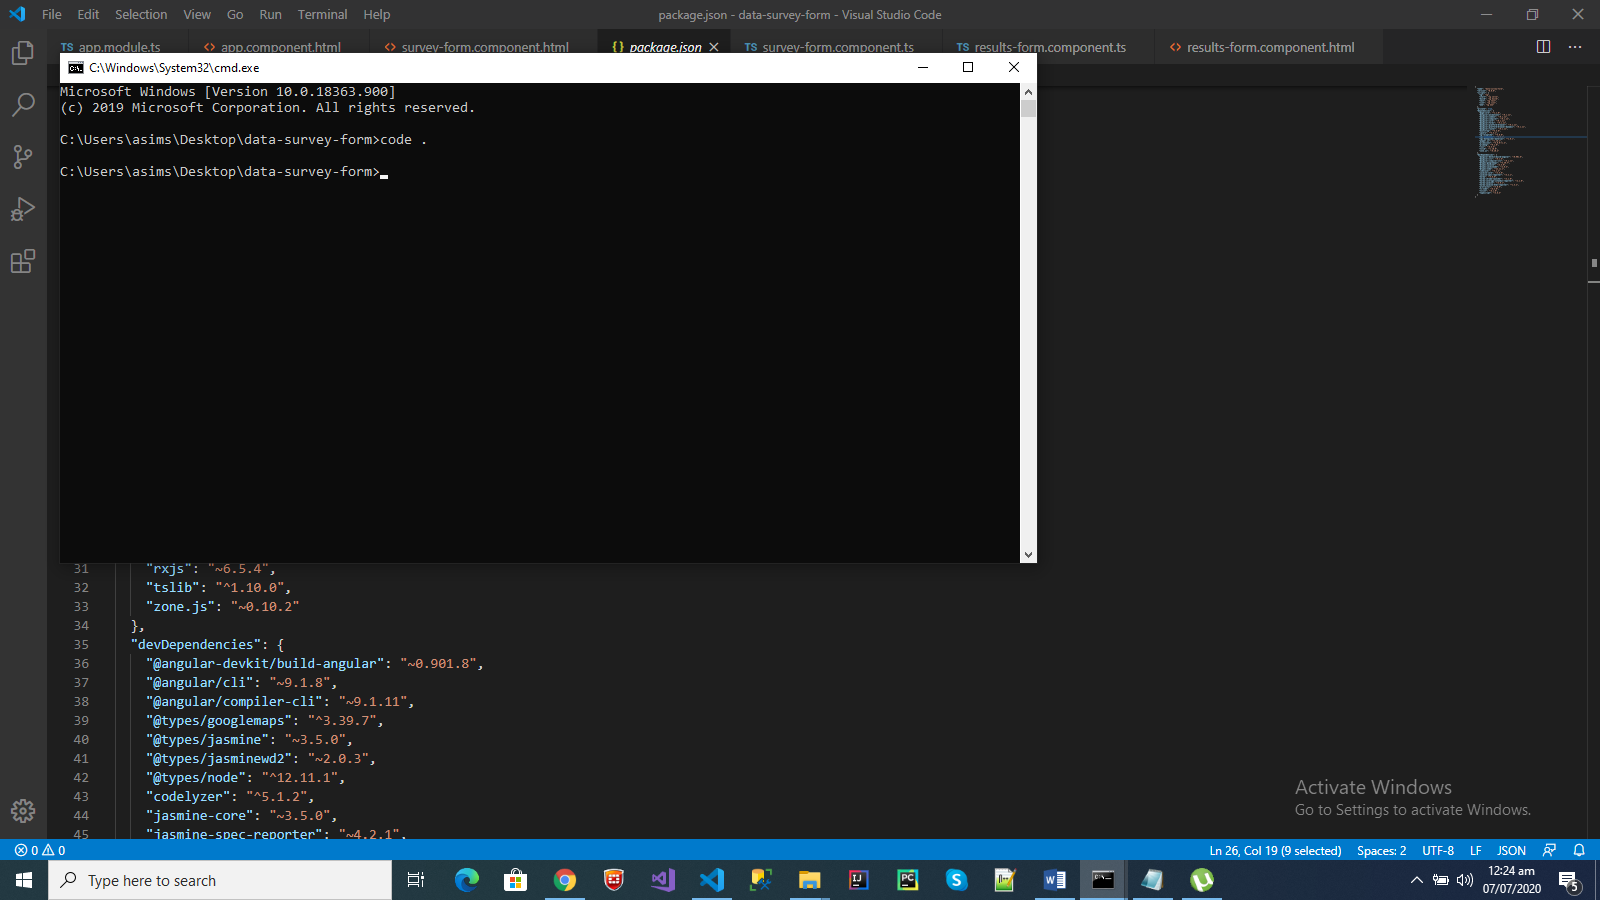 File Edit Selection View Go Run Terminal Help
package.json - data-survey-form - Visual Studio Code
TS app.module.ts
<> app.component.html
<> survey-form.component.html
{} package.json
TS survey-form.component.ts
TS results-form.component.ts
<> results-form.component.html
C:\Windows\System32\cmd.exe
Microsoft Windows [Version 10.0.18363.900]
(c) 2019 Microsoft Corporation. All rights reserved.
C:\Users\asims\Desktop\data-survey-form>code .
C:\Users\asims\Desktop\data-survey-form>
31 "rxjs": "~6.5.4",
32 "tslib": "^1.10.0",
33 "zone.js": "~0.10.2"
34 },
35 "devDependencies": {
36 "@angular-devkit/build-angular": "~0.901.8",
37 "@angular/cli": "~9.1.8",
38 "@angular/compiler-cli": "~9.1.11",
39 "@types/googlemaps": "^3.39.7",
40 "@types/jasmine": "~3.5.0",
41 "@types/jasminewd2": "~2.0.3",
42 "@types/node": "^12.11.1",
43 "codelyzer": "^5.1.2",
44 "jasmine-core": "~3.5.0",
45 "jasmine-spec-reporter": "~4.2.1",
Activate Windows
Go to Settings to activate Windows.
0 0
Ln 26, Col 19 (9 selected) Spaces: 2 UTF-8 LF JSON
Type here to search
12:24 am
07/07/2020
5